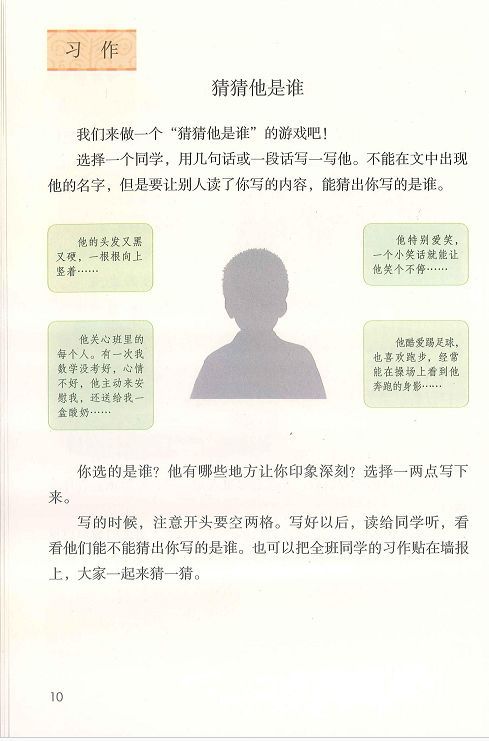 习 作
猜猜他是谁
我们来做一个“猜猜他是谁”的游戏吧！
选择一个同学，用几句话或一段话写一写他。不能在文中出现
他的名字，但是要让别人读了你写的内容，能猜出你写的是谁。
他的头发又黑
又硬，一根根向上
竖着……
他特别爱笑，
一个小笑话就能让
他笑个不停……
他关心班里的
每个人。有一次我
数学没考好，心情
不好，他主动来安
慰我，还送给我一
盒酸奶……
他酷爱踢足球，
也喜欢跑步，经常
能在操场上看到他
奔跑的身影……
你选的是谁？他有哪些地方让你印象深刻？选择一两点写下
来。
写的时候，注意开头要空两格。写好以后，读给同学听，看
看他们能不能猜出你写的是谁。也可以把全班同学的习作贴在墙报
上，大家一起来猜一猜。
10